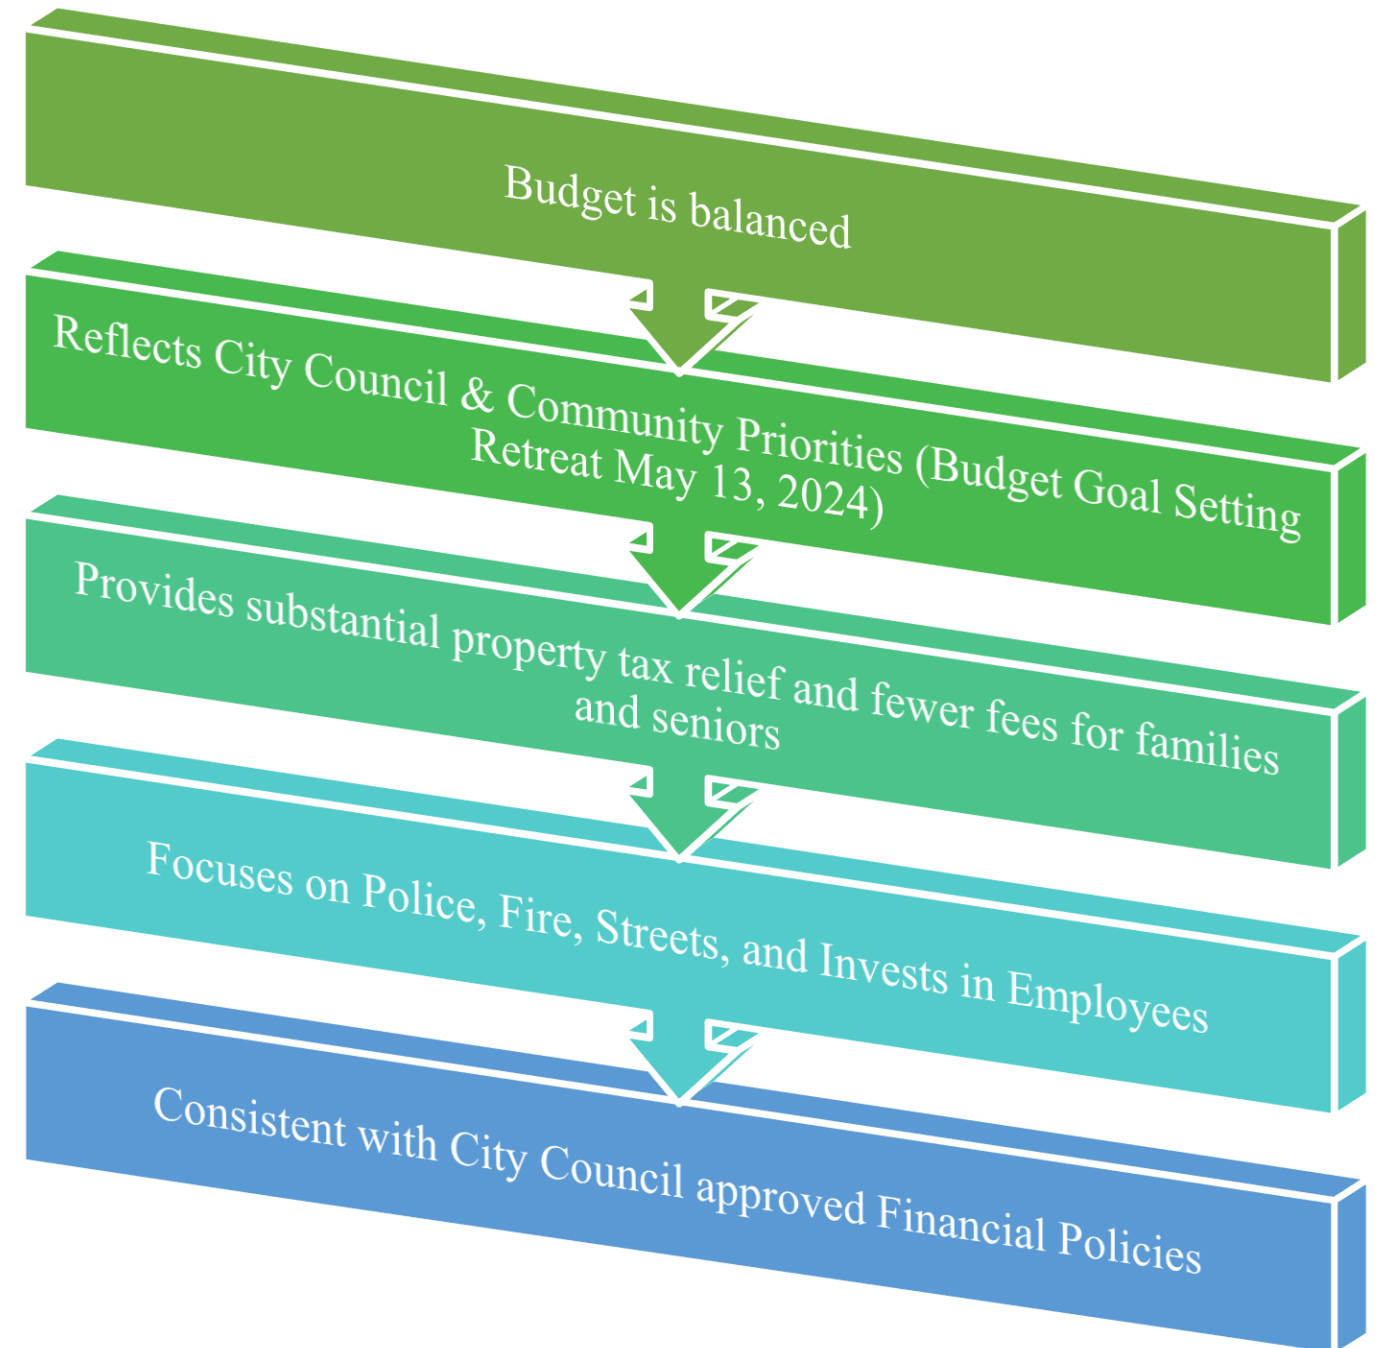 Budget is balanced
Reflects City Council & Community Priorities (Budget Goal Setting
Retreat May 13, 2024)
Provides substantial property tax relief and fewer fees for families
and seniors
Focuses on Police, Fire, Streets, and Invests in Employees
Consistent with City Council approved Financial Policies